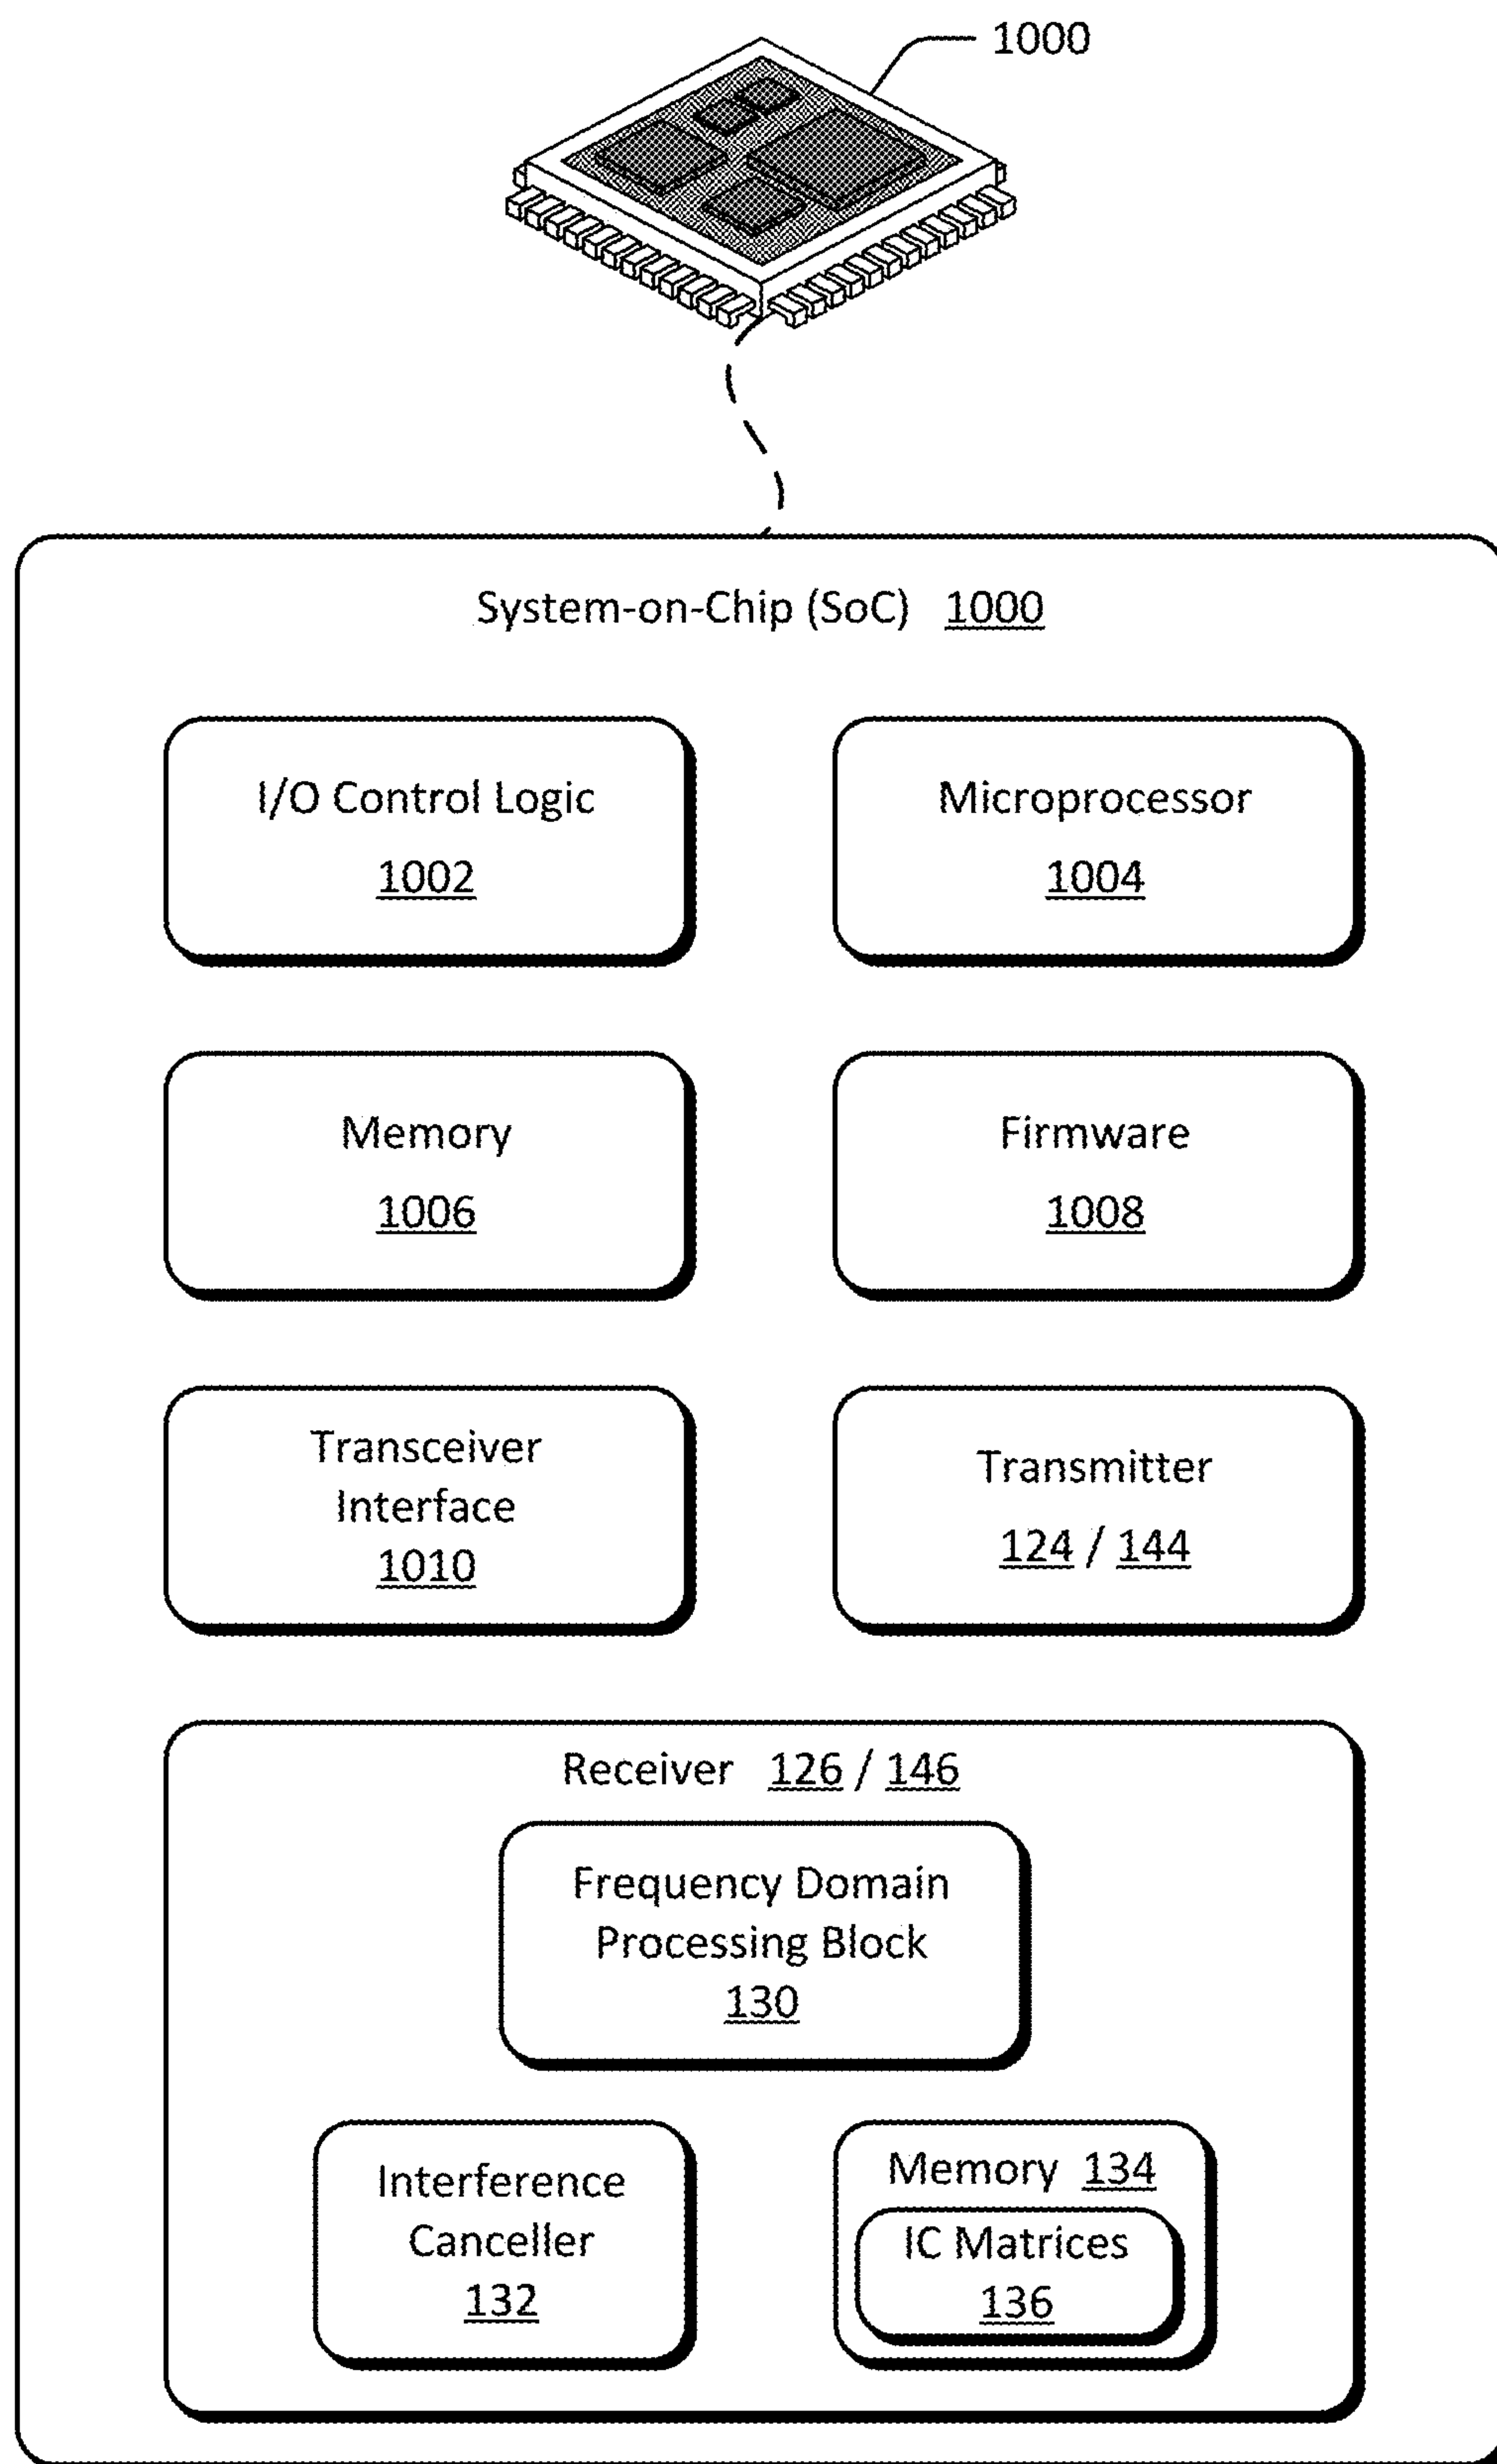 1000
System-on-Chip (SoC) 1000
I/O Control Logic
1002
Microprocessor
1004
Memory
1006
Firmware
1008
Transceiver
Interface
1010
Transmitter
124 / 144
Receiver 126 / 146
Frequency Domain
Processing Block
130
Interference
Canceller
132
Memory 134
IC Matrices
136